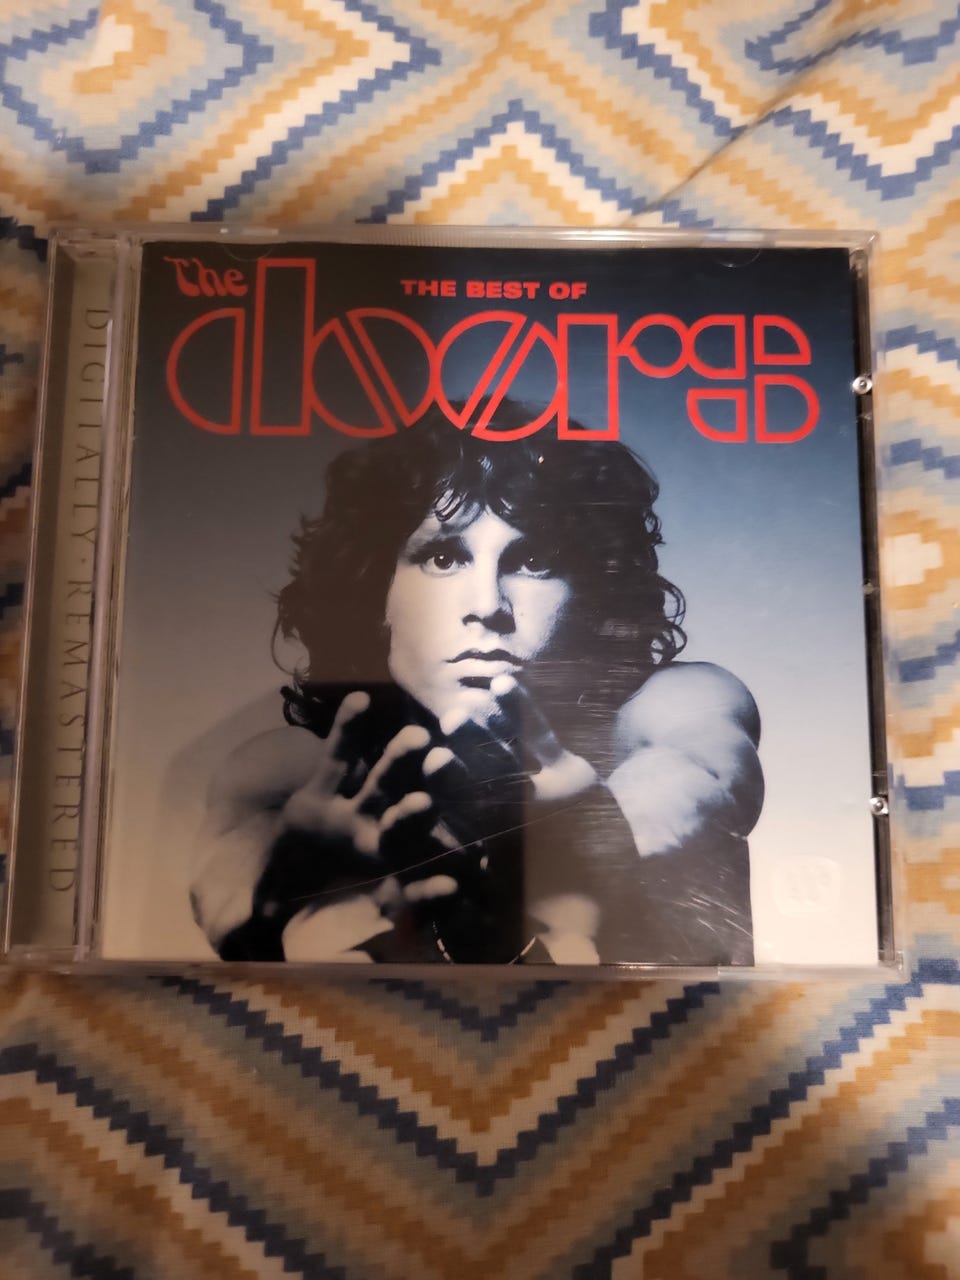 The
THE BEST OF
doors
DIGITALLY·REMASTERED